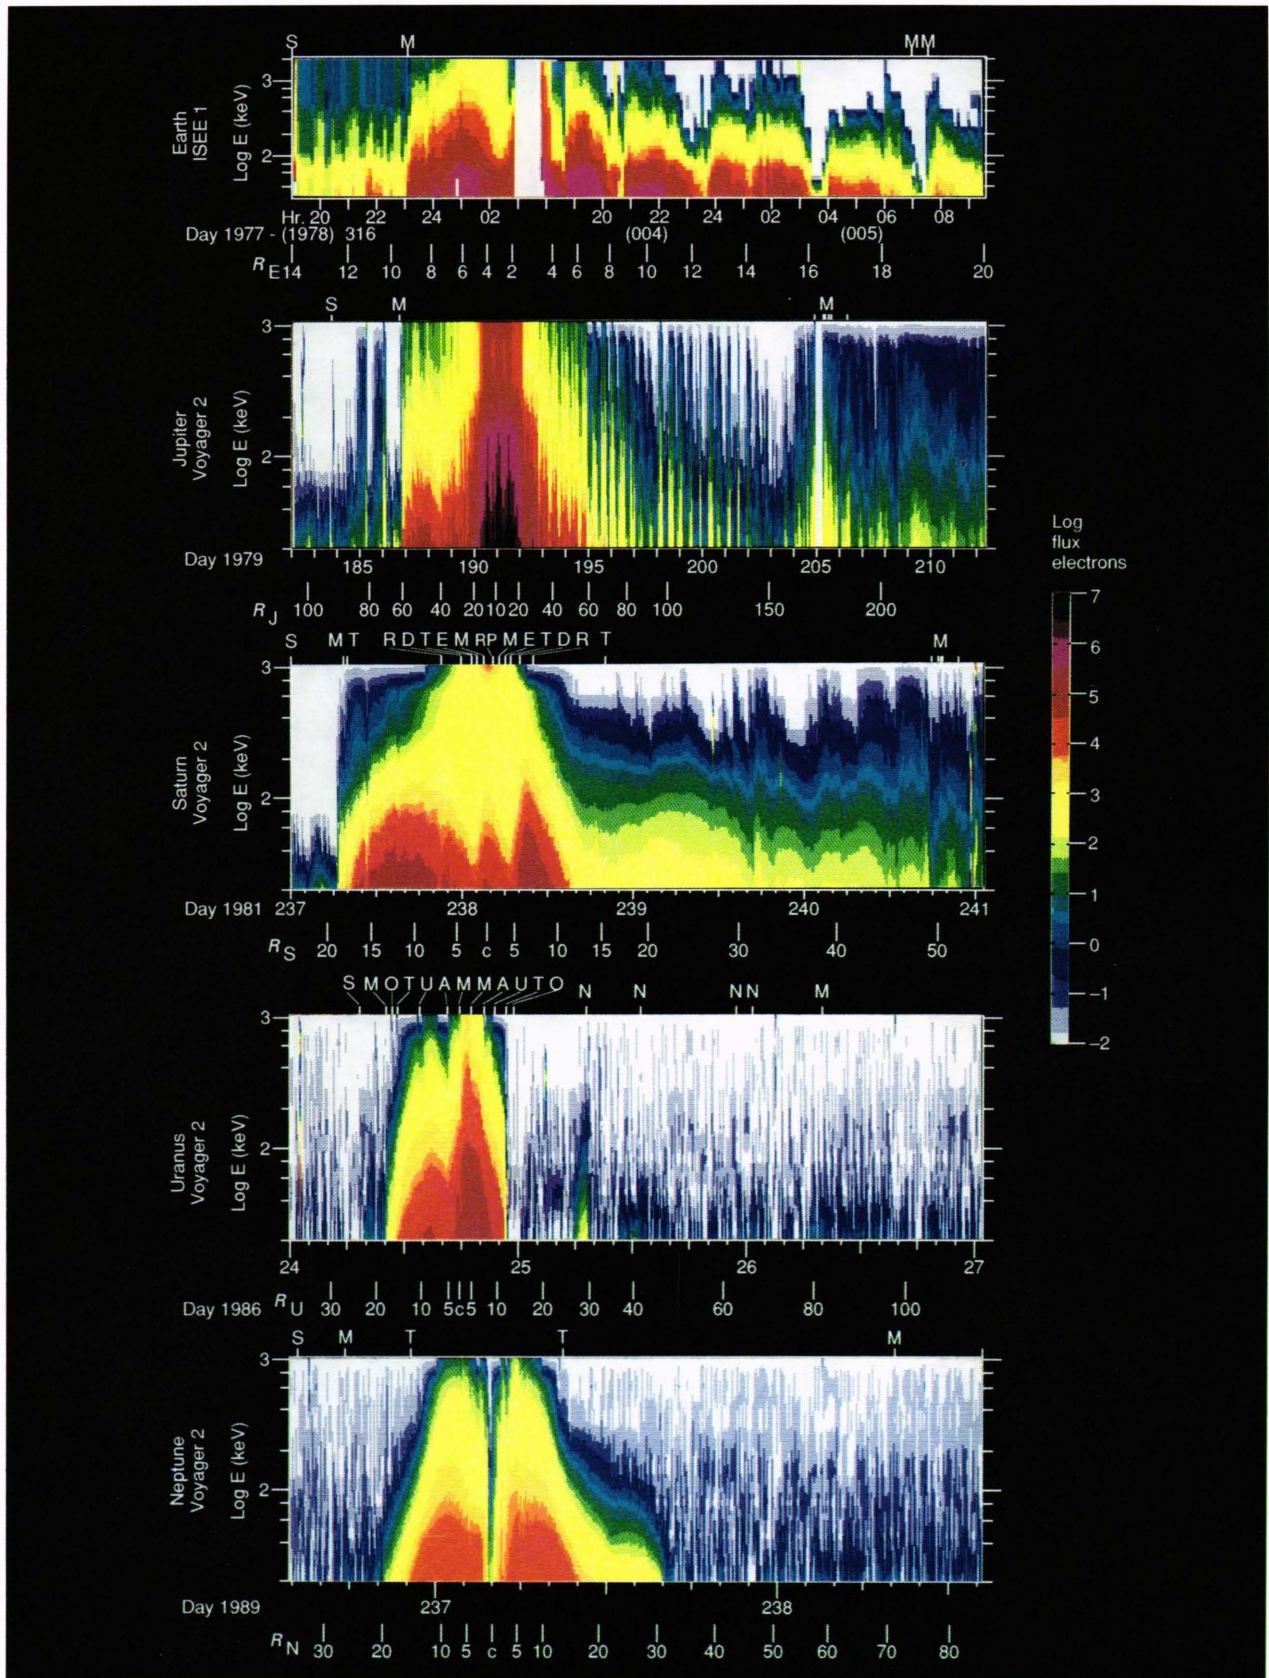 S M MM
3
2
Log E (keV)
Earth
ISEE 1
Hr. 20 22 24 02 20 22 24 02 04 06 08
Day 1977 - (1978) 316 (004) (005)
R E 14 12 10 8 6 4 2 4 6 8 10 12 14 16 18 20
S M M
3
2
Log E (keV)
Jupiter
Voyager 2
Day 1979 185 190 195 200 205 210
R J 100 80 60 40 20 10 20 40 60 80 100 150 200
Log
flux
electrons
7
6
5
4
3
2
1
0
−1
−2
S M T R D T E M R P M E T D R T M
3
2
Log E (keV)
Saturn
Voyager 2
Day 1981 237 238 239 240 241
R S 20 15 10 5 c 5 10 15 20 30 40 50
S M O T U A M M A U T O N N N N M
3
2
Log E (keV)
Uranus
Voyager 2
24 25 26 27
Day 1986 R U 30 20 10 5 c 5 10 20 30 40 60 80 100
S M T T M
3
2
Log E (keV)
Neptune
Voyager 2
Day 1989 237 238
R N 30 20 10 5 c 5 10 20 30 40 50 60 70 80